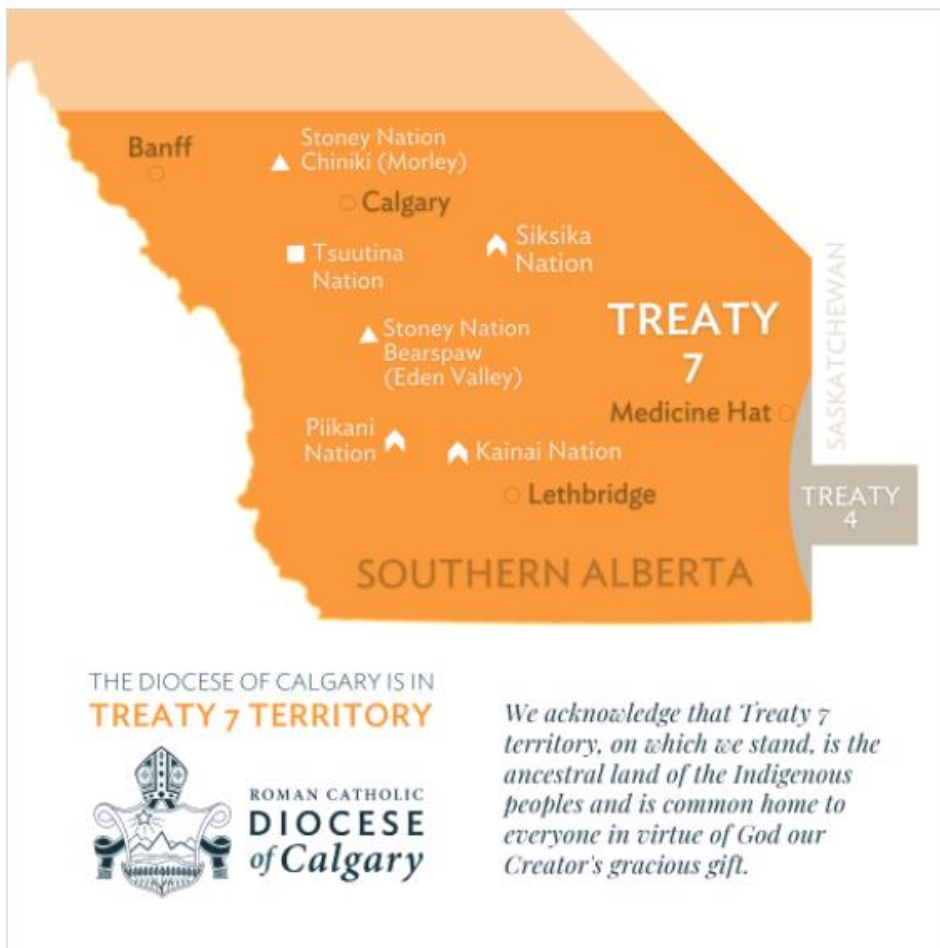 Banff
Stoney Nation
Chiniki (Morley)
Calgary
Tsuutina
Nation
Siksika
Nation
Stoney Nation
Bearspaw
(Eden Valley)
TREATY
7
Medicine Hat
SASKATCHEWAN
Piikani
Nation
Kainai Nation
Lethbridge
TREATY
4
SOUTHERN ALBERTA
THE DIOCESE OF CALGARY IS IN
TREATY 7 TERRITORY
ROMAN CATHOLIC
DIOCESE
of Calgary
We acknowledge that Treaty 7
territory, on which we stand, is the
ancestral land of the Indigenous
peoples and is common home to
everyone in virtue of God our
Creator's gracious gift.